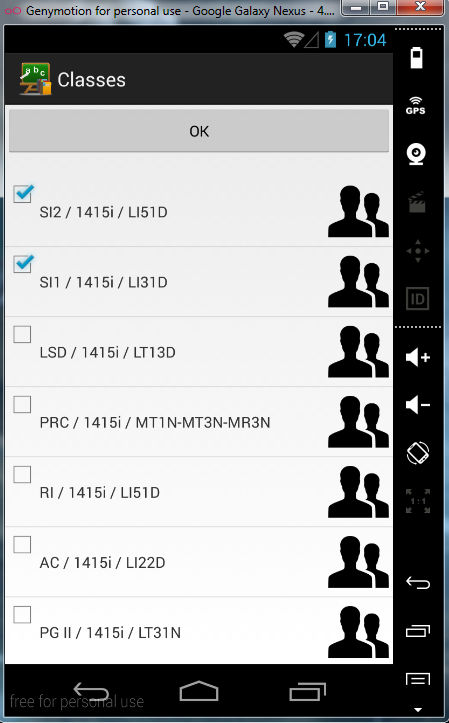 Genymotion for personal use - Google Galaxy Nexus - 4....
17:04
a b c
Classes
OK
GPS
SI2 / 1415i / LI51D
SI1 / 1415i / LI31D
ID
LSD / 1415i / LT13D
PRC / 1415i / MT1N-MT3N-MR3N
RI / 1415i / LI51D
1:1
AC / 1415i / LI22D
PG II / 1415i / LT31N
free for personal use